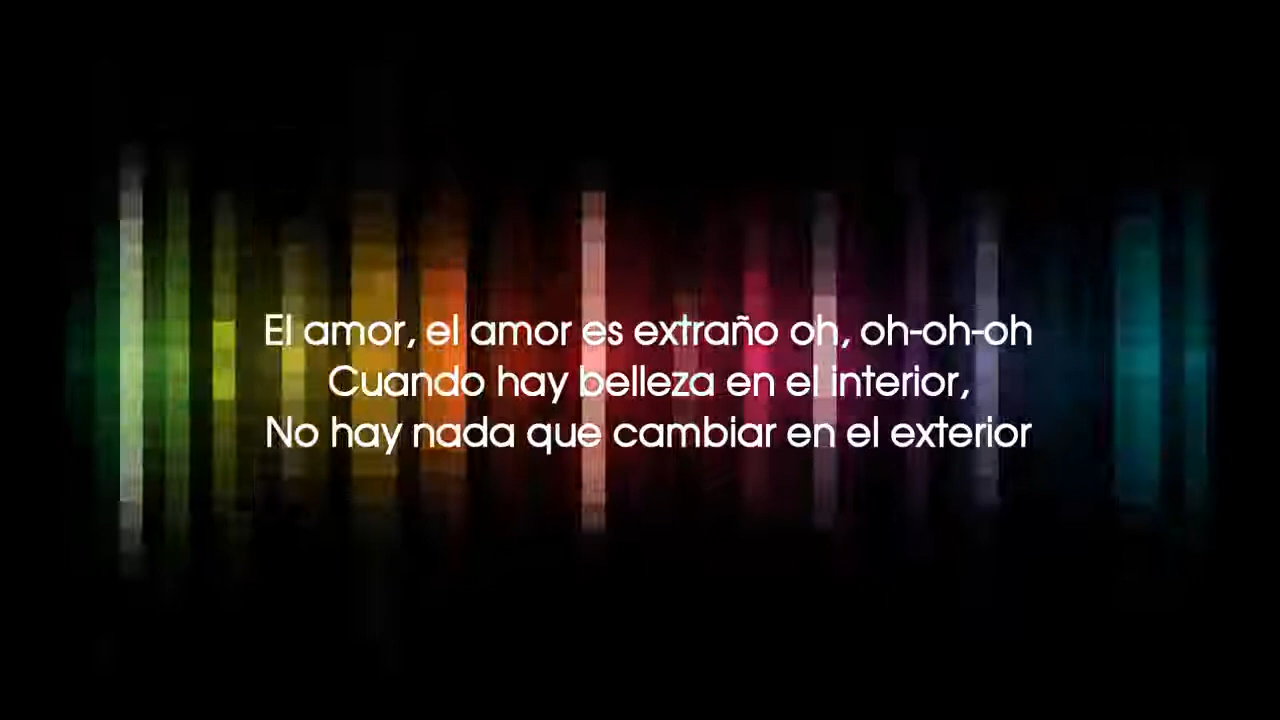 El amor, el amor es extraño oh, oh-oh-oh
Cuando hay belleza en el interior,
No hay nada que cambiar en el exterior